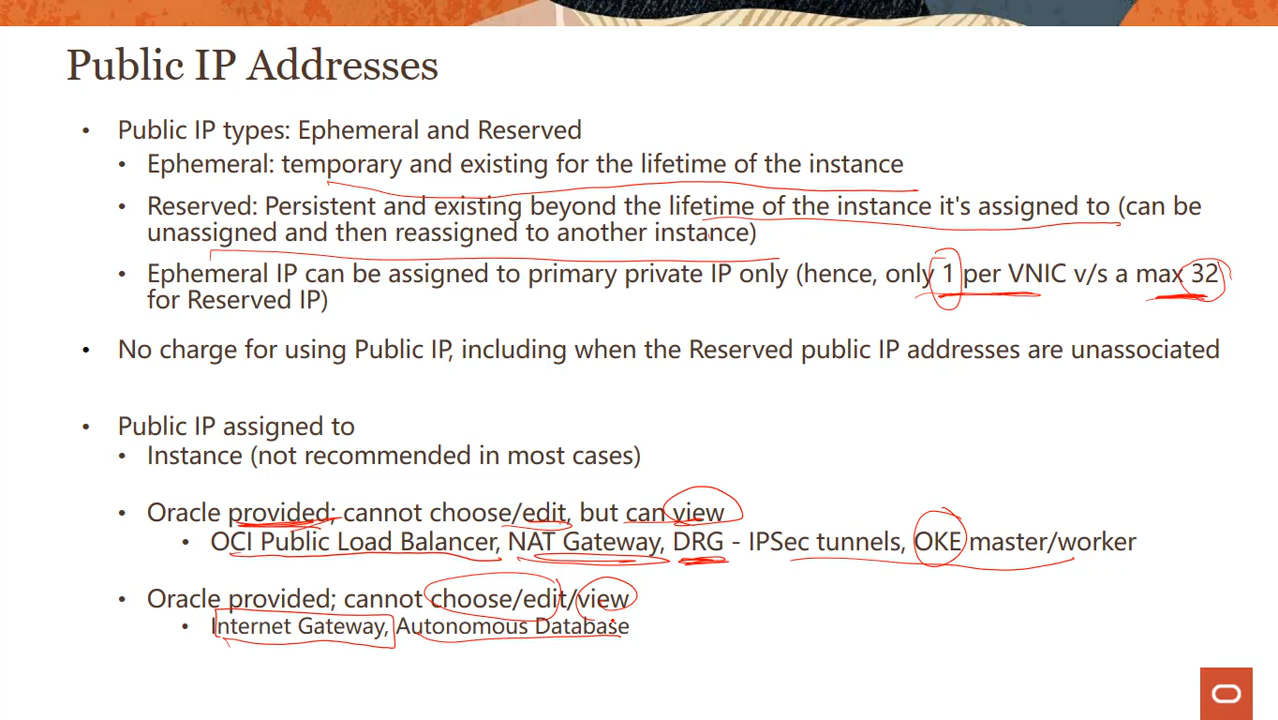 Public IP Addresses
• Public IP types: Ephemeral and Reserved
• Ephemeral: temporary and existing for the lifetime of the instance
• Reserved: Persistent and existing beyond the lifetime of the instance it's assigned to (can be
unassigned and then reassigned to another instance)
• Ephemeral IP can be assigned to primary private IP only (hence, only 1 per VNIC v/s a max 32
for Reserved IP)
• No charge for using Public IP, including when the Reserved public IP addresses are unassociated
• Public IP assigned to
• Instance (not recommended in most cases)
• Oracle provided; cannot choose/edit, but can view
• OCI Public Load Balancer, NAT Gateway, DRG - IPSec tunnels, OKE master/worker
• Oracle provided; cannot choose/edit/view
• Internet Gateway, Autonomous Database